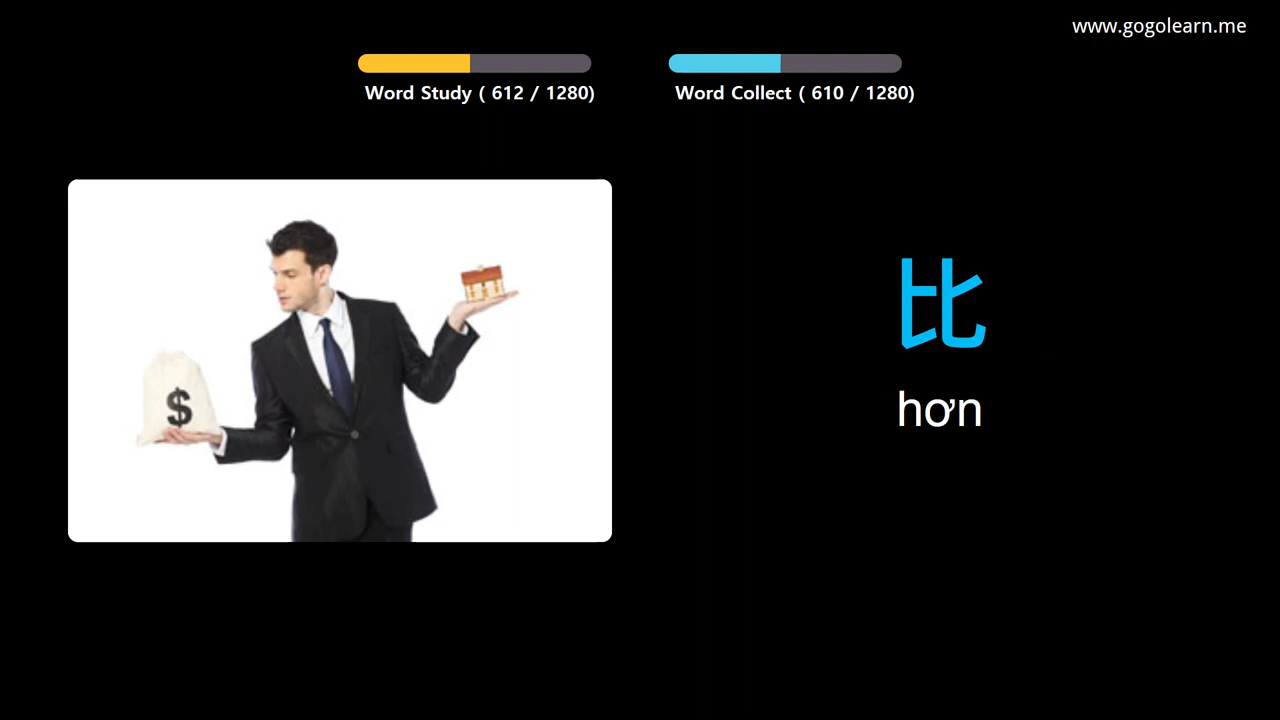 www.gogolearn.me
Word Study ( 612 / 1280)
Word Collect ( 610 / 1280)
$
比
hơn